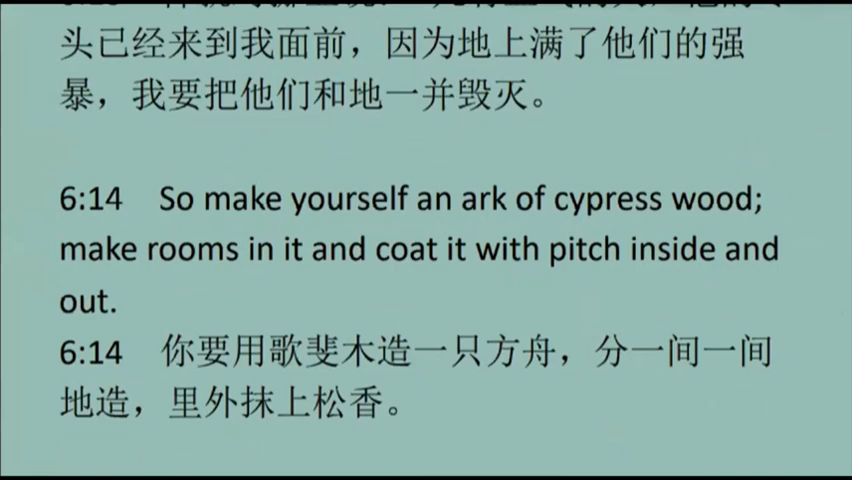 头已经来到我面前，因为地上满了他们的强
暴，我要把他们和地一并毁灭。
6:14 So make yourself an ark of cypress wood;
make rooms in it and coat it with pitch inside and
out.
6:14 你要用歌斐木造一只方舟，分一间一间
地造，里外抹上松香。